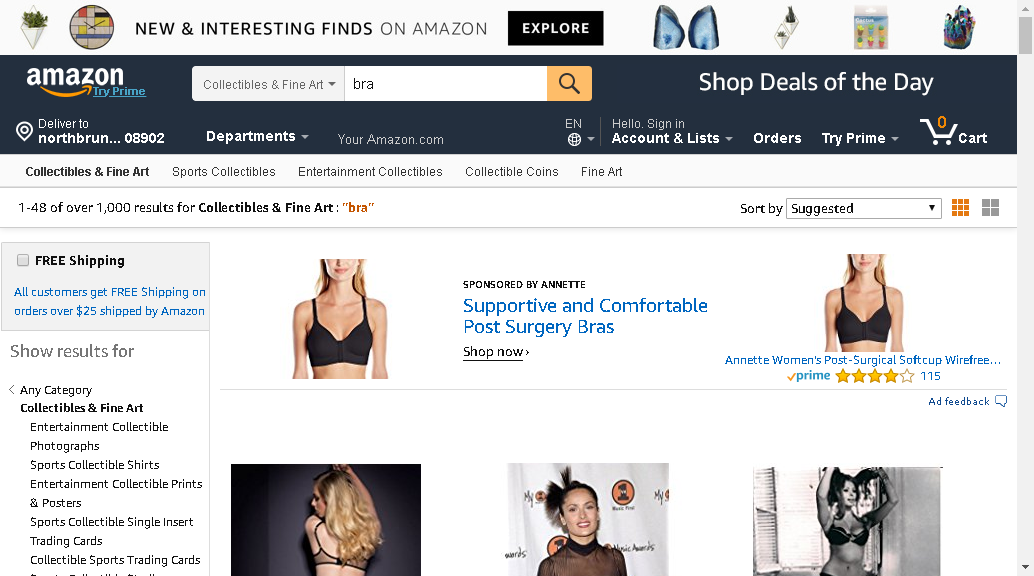 NEW & INTERESTING FINDS ON AMAZON
EXPLORE
amazon
Try Prime
Collectibles & Fine Art
bra
Shop Deals of the Day
Deliver to
northbrun... 08902
Departments
Your Amazon.com
EN
Hello. Sign in
Account & Lists
Orders
Try Prime
0
Cart
Collectibles & Fine Art
Sports Collectibles
Entertainment Collectibles
Collectible Coins
Fine Art
1-48 of over 1,000 results for Collectibles & Fine Art : "bra"
Sort by
Suggested
FREE Shipping
All customers get FREE Shipping on
orders over $25 shipped by Amazon
Show results for
Any Category
Collectibles & Fine Art
Entertainment Collectible
Photographs
Sports Collectible Shirts
Entertainment Collectible Prints
& Posters
Sports Collectible Single Insert
Trading Cards
Collectible Sports Trading Cards
SPONSORED BY ANNETTE
Supportive and Comfortable
Post Surgery Bras
Shop now ›
Annette Women's Post-Surgical Softcup Wirefree...
prime
115
Ad feedback